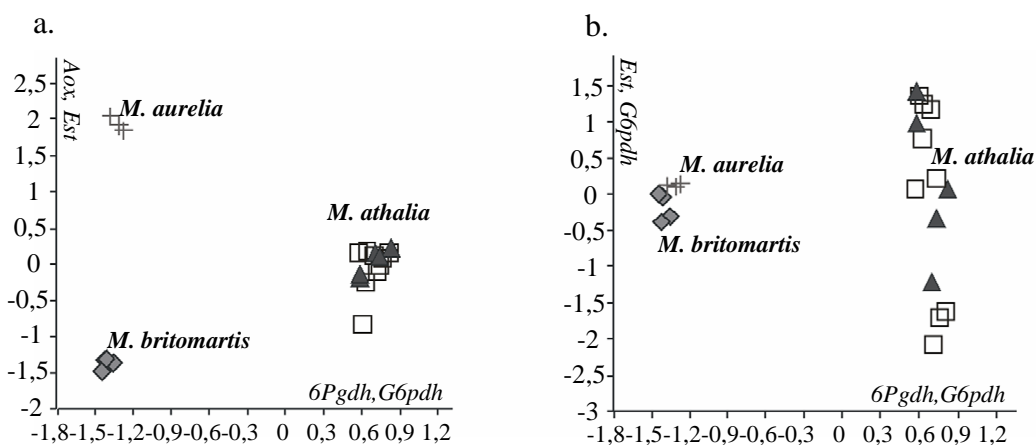 a.
Aox, Est
2,5
2
1,5
1
0,5
0
-0,5
-1
-1,5
-2
M. aurelia
M. athalia
M. britomartis
6Pgdh,G6pdh
-1,8-1,5-1,2-0,9-0,6-0,3 0 0,3 0,6 0,9 1,2
b.
Est, G6pdh
1,5
1
0,5
0
-0,5
-1
-1,5
-2
-2,5
-3
M. aurelia
M. athalia
M. britomartis
6Pgdh,G6pdh
-1,8-1,5-1,2-0,9-0,6-0,3 0 0,3 0,6 0,9 1,2